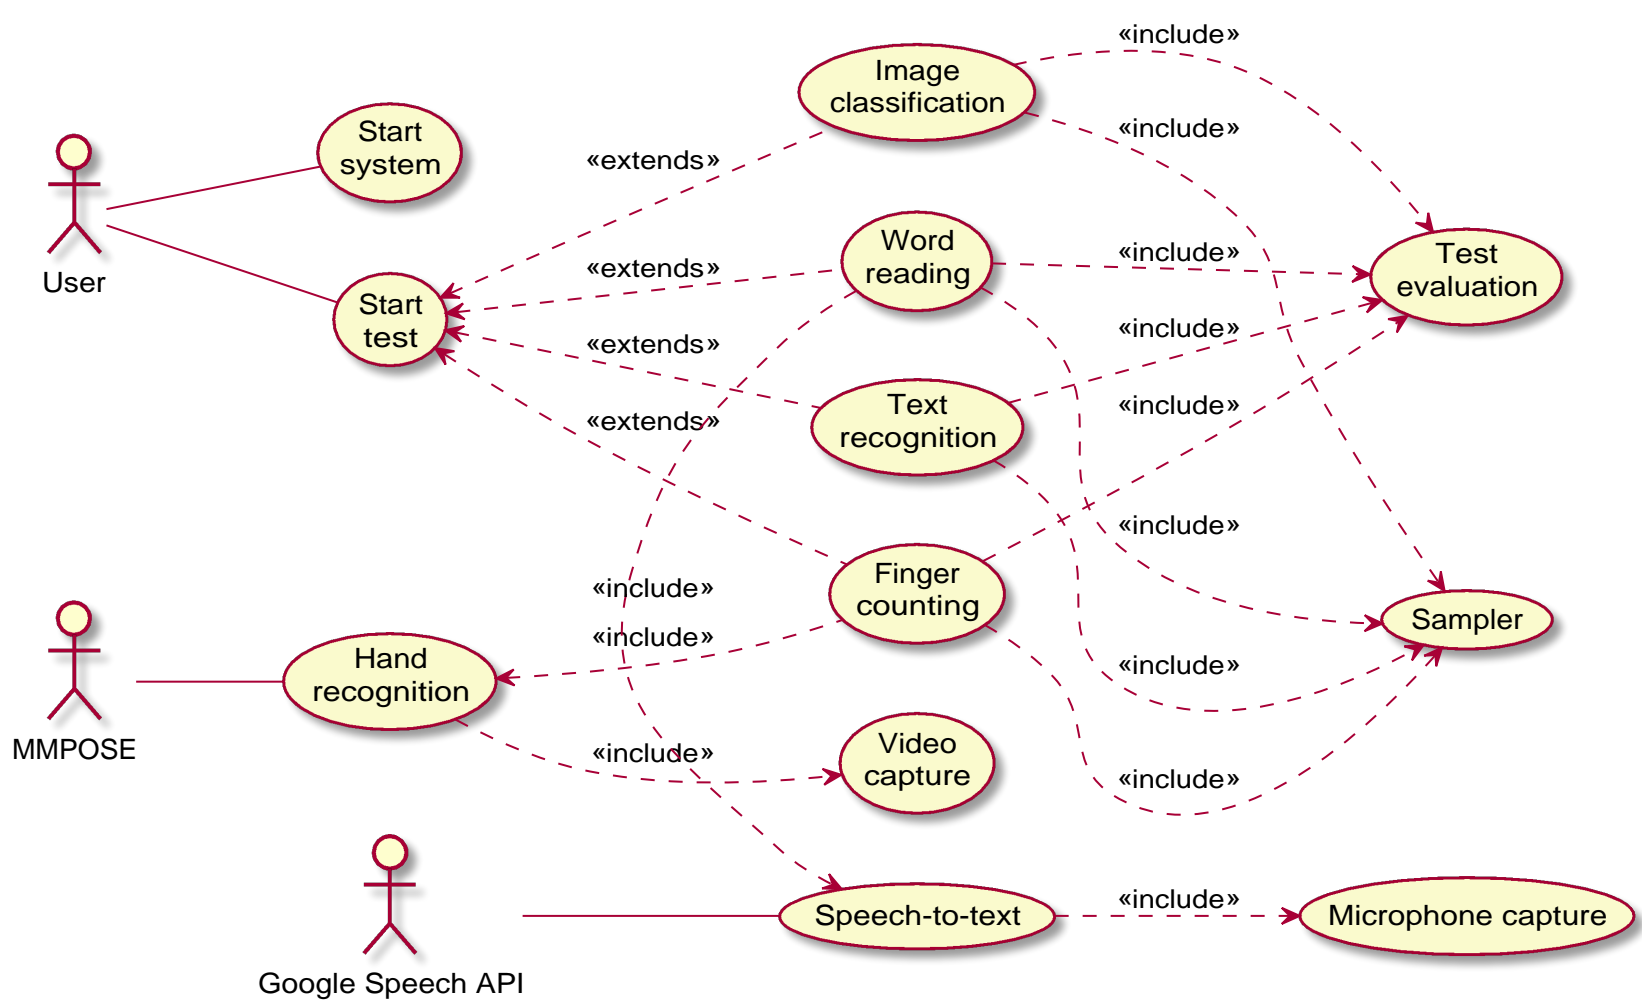 «include»
Image
classification
Start
system
«extends»
«include»
User
Word
reading
Start
test
«extends»
«include»
Test
evaluation
«extends»
«include»
Text
recognition
«extends»
«include»
«include»
Finger
counting
«include»
Sampler
Hand
recognition
«include»
«include»
MMPOSE
«include»
Video
capture
«include»
Google Speech API
Speech-to-text
«include»
Microphone capture